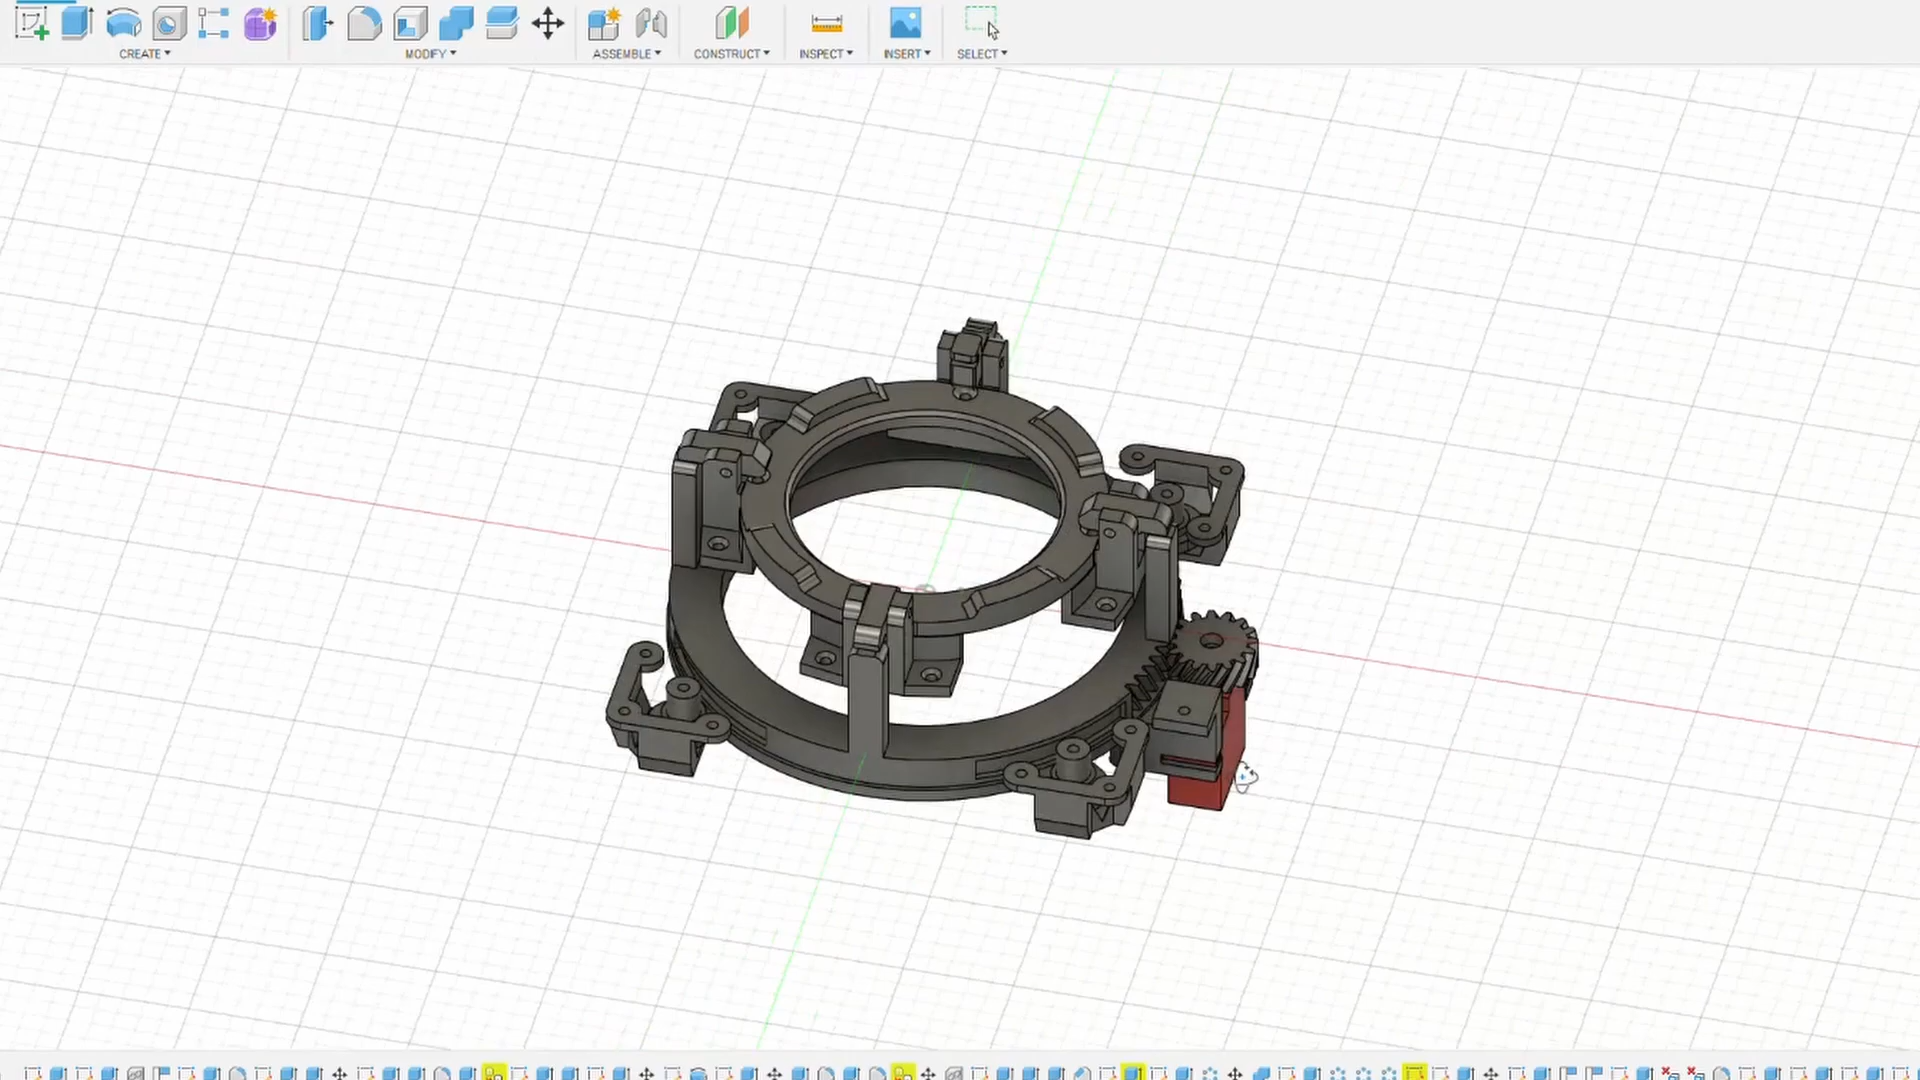 CREATE
MODIFY
ASSEMBLE
CONSTRUCT
INSPECT
INSERT
SELECT